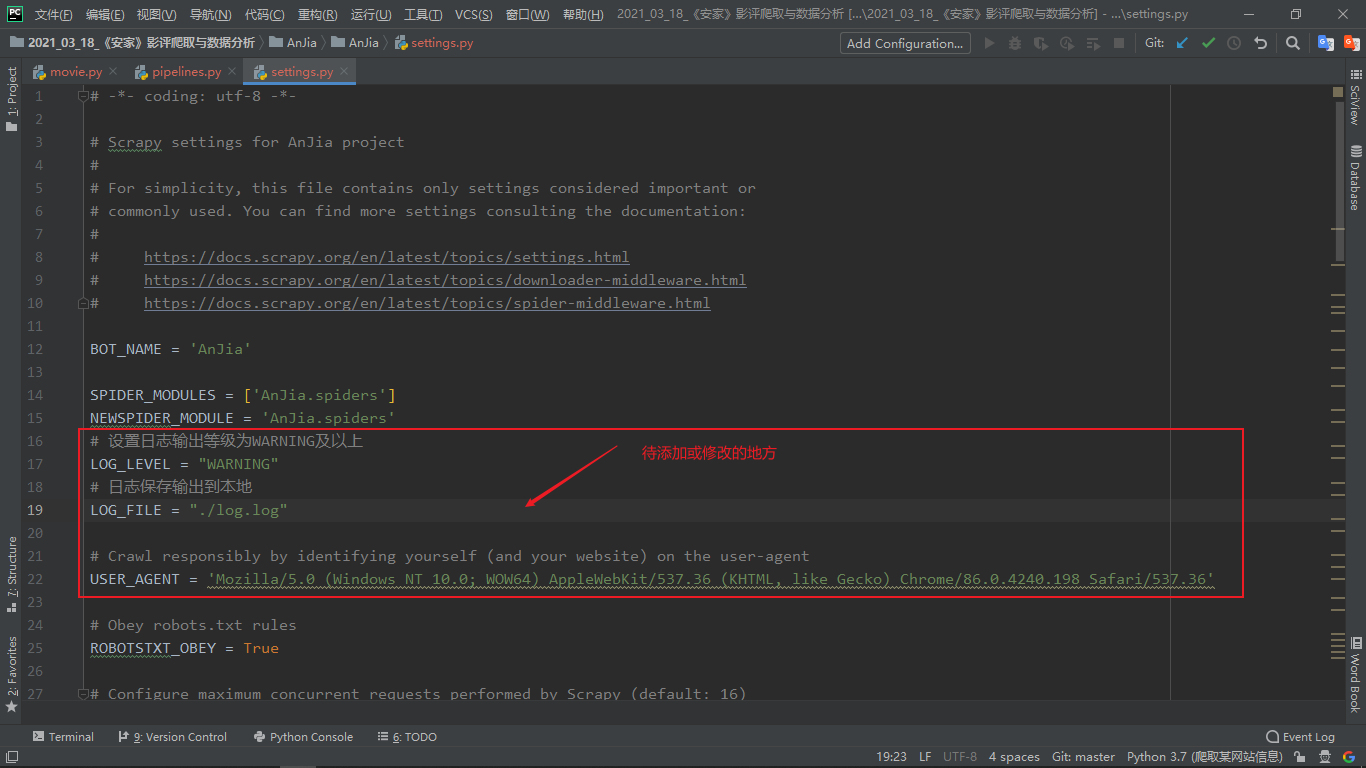 PC 文件(F) 编辑(E) 视图(V) 导航(N) 代码(C) 重构(R) 运行(U) 工具(T) VCS(S) 窗口(W) 帮助(H) 2021_03_18_《安家》影评爬取与数据分析 [...\2021_03_18_《安家》影评爬取与数据分析] - ...\settings.py
2021_03_18_《安家》影评爬取与数据分析 AnJia AnJia settings.py Add Configuration... Git:
movie.py pipelines.py settings.py
1: Project
7: Structure
2: Favorites
1 # -*- coding: utf-8 -*-
2
3 # Scrapy settings for AnJia project
4 #
5 # For simplicity, this file contains only settings considered important or
6 # commonly used. You can find more settings consulting the documentation:
7 #
8 #     https://docs.scrapy.org/en/latest/topics/settings.html
9 #     https://docs.scrapy.org/en/latest/topics/downloader-middleware.html
10 #     https://docs.scrapy.org/en/latest/topics/spider-middleware.html
11
12 BOT_NAME = 'AnJia'
13
14 SPIDER_MODULES = ['AnJia.spiders']
15 NEWSPIDER_MODULE = 'AnJia.spiders'
16 # 设置日志输出等级为WARNING及以上
待添加或修改的地方
17 LOG_LEVEL = "WARNING"
18 # 日志保存输出到本地
19 LOG_FILE = "./log.log"
20
21 # Crawl responsibly by identifying yourself (and your website) on the user-agent
22 USER_AGENT = 'Mozilla/5.0 (Windows NT 10.0; WOW64) AppleWebKit/537.36 (KHTML, like Gecko) Chrome/86.0.4240.198 Safari/537.36'
23
24 # Obey robots.txt rules
25 ROBOTSTXT_OBEY = True
26
27 # Configure maximum concurrent requests performed by Scrapy (default: 16)
SciView
Database
Word Book
Terminal 9: Version Control Python Console 6: TODO Event Log
19:23 LF UTF-8 4 spaces Git: master Python 3.7 (爬取某网站信息)